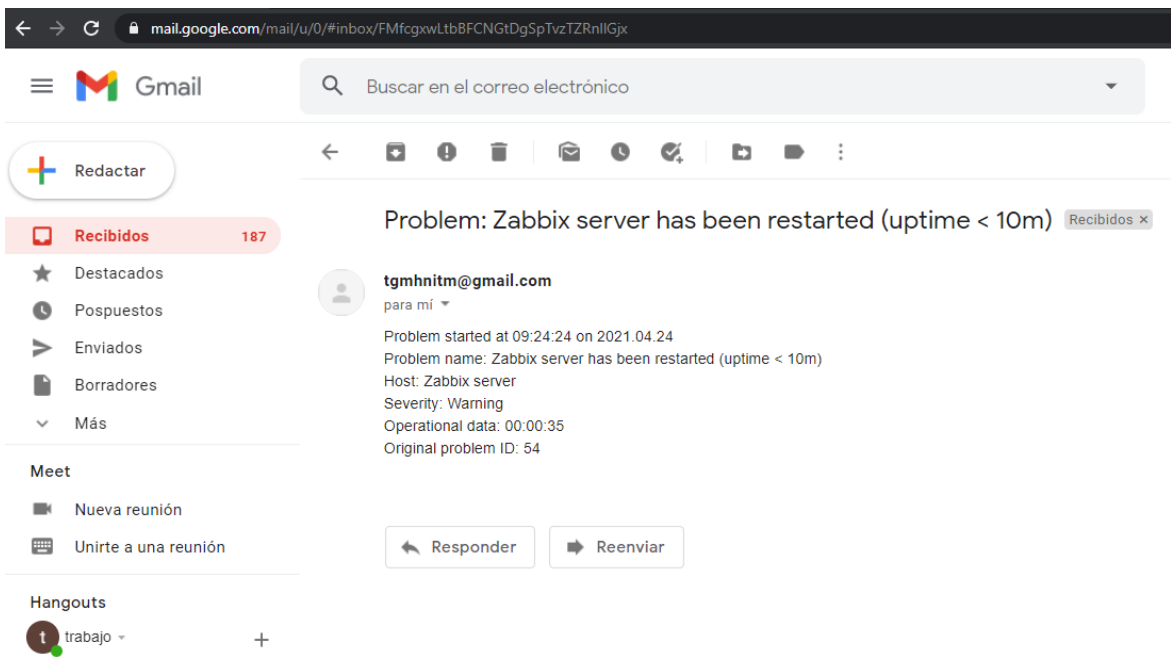 mail.google.com/mail/u/0/#inbox/FMfcgxwLtbBFCNGtDgSpTvzTZRnllGjx
Gmail
Buscar en el correo electrónico
Redactar
Recibidos 187
Destacados
Pospuestos
Enviados
Borradores
Más
Meet
Nueva reunión
Unirte a una reunión
Hangouts
t trabajo
Problem: Zabbix server has been restarted (uptime < 10m) Recibidos ×
tgmhnitm@gmail.com
para mí
Problem started at 09:24:24 on 2021.04.24
Problem name: Zabbix server has been restarted (uptime < 10m)
Host: Zabbix server
Severity: Warning
Operational data: 00:00:35
Original problem ID: 54
Responder Reenviar